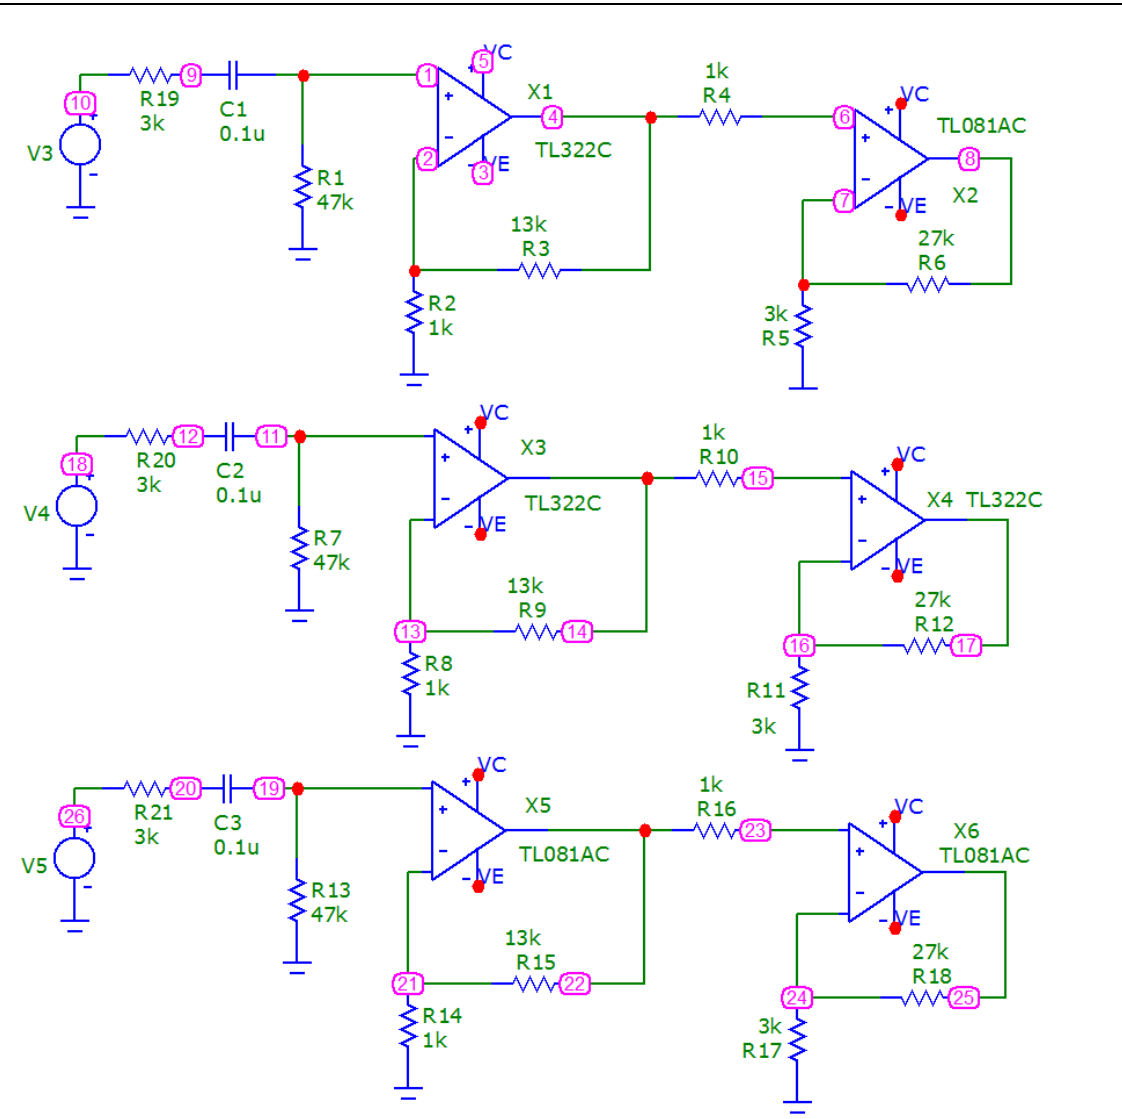 VC
5
+
1k
R4
10
R19
3k
9
C1
0.1u
1
X1
4
TL322C
V3
2
VE
3
R1
47k
13k
R3
R2
1k
6
VC
TL081AC
8
X2
7
VE
27k
R6
3k
R5
18
12
R20
3k
C2
0.1u
11
VC
X3
TL322C
V4
VE
R7
47k
13k
R9
13
14
R8
1k
1k
R10
15
VC
X4 TL322C
VE
27k
R12
16
17
R11
3k
26
20
R21
3k
C3
0.1u
19
VC
X5
TL081AC
V5
VE
R13
47k
13k
R15
21
22
R14
1k
1k
R16
23
VC
X6
TL081AC
VE
27k
R18
24
25
3k
R17